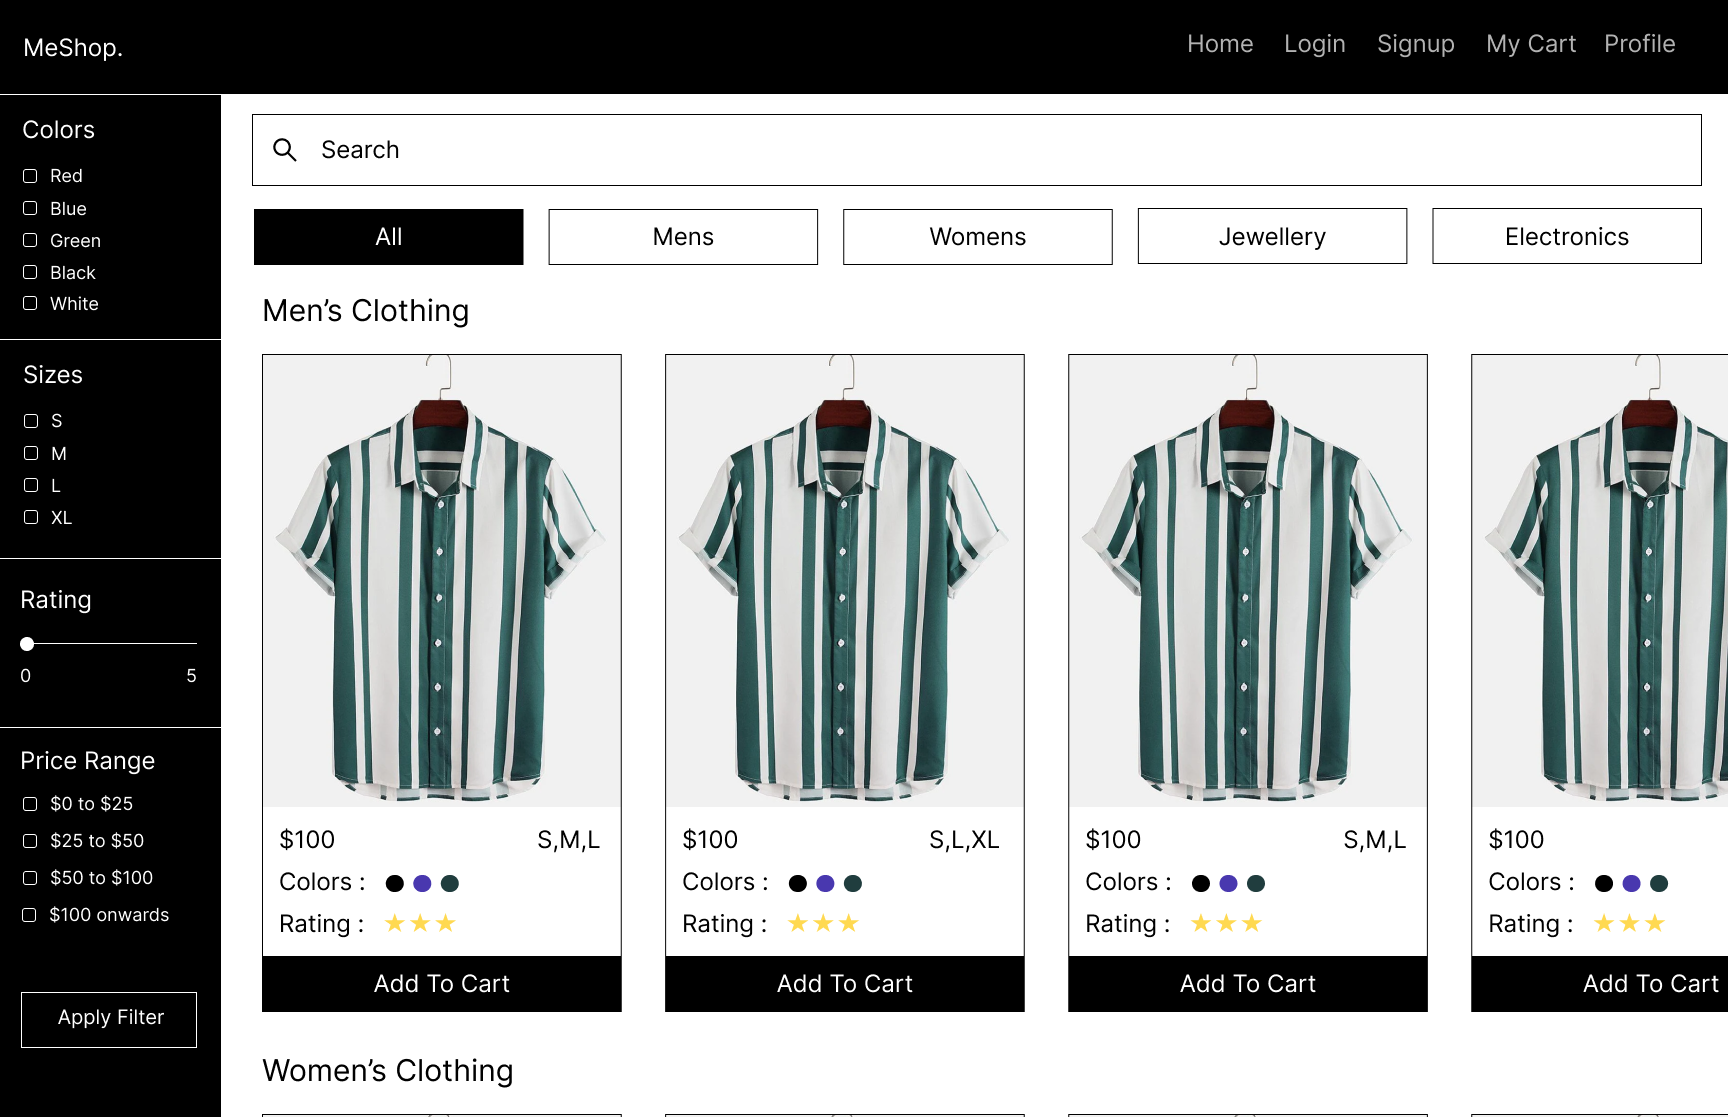 MeShop.
Home Login Signup My Cart Profile
Colors
Red
Blue
Green
Black
White
Sizes
S
M
L
XL
Rating
0 5
Price Range
$0 to $25
$25 to $50
$50 to $100
$100 onwards
Apply Filter
Search
All Mens Womens Jewellery Electronics
Men’s Clothing
$100 S,M,L
Colors :
Rating :
Add To Cart
$100 S,L,XL
Colors :
Rating :
Add To Cart
$100 S,M,L
Colors :
Rating :
Add To Cart
$100
Colors :
Rating :
Add To Cart
Women’s Clothing